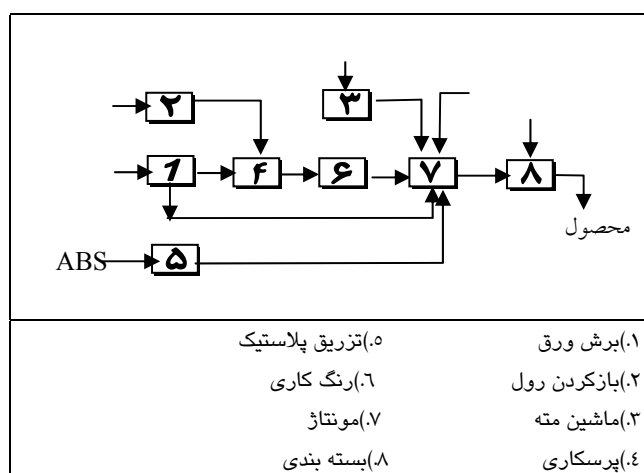 ۲
۳
1
۴
۶
۷
۸
محصول
ABS
۵
۱.)برش ورق
۵.)تزریق پلاستیک
۲.)بازکردن رول
۶.)رنگ کاری
۳.)ماشین مته
۷.)مونتاژ
۴.)پرسکاری
۸.)بسته بندی